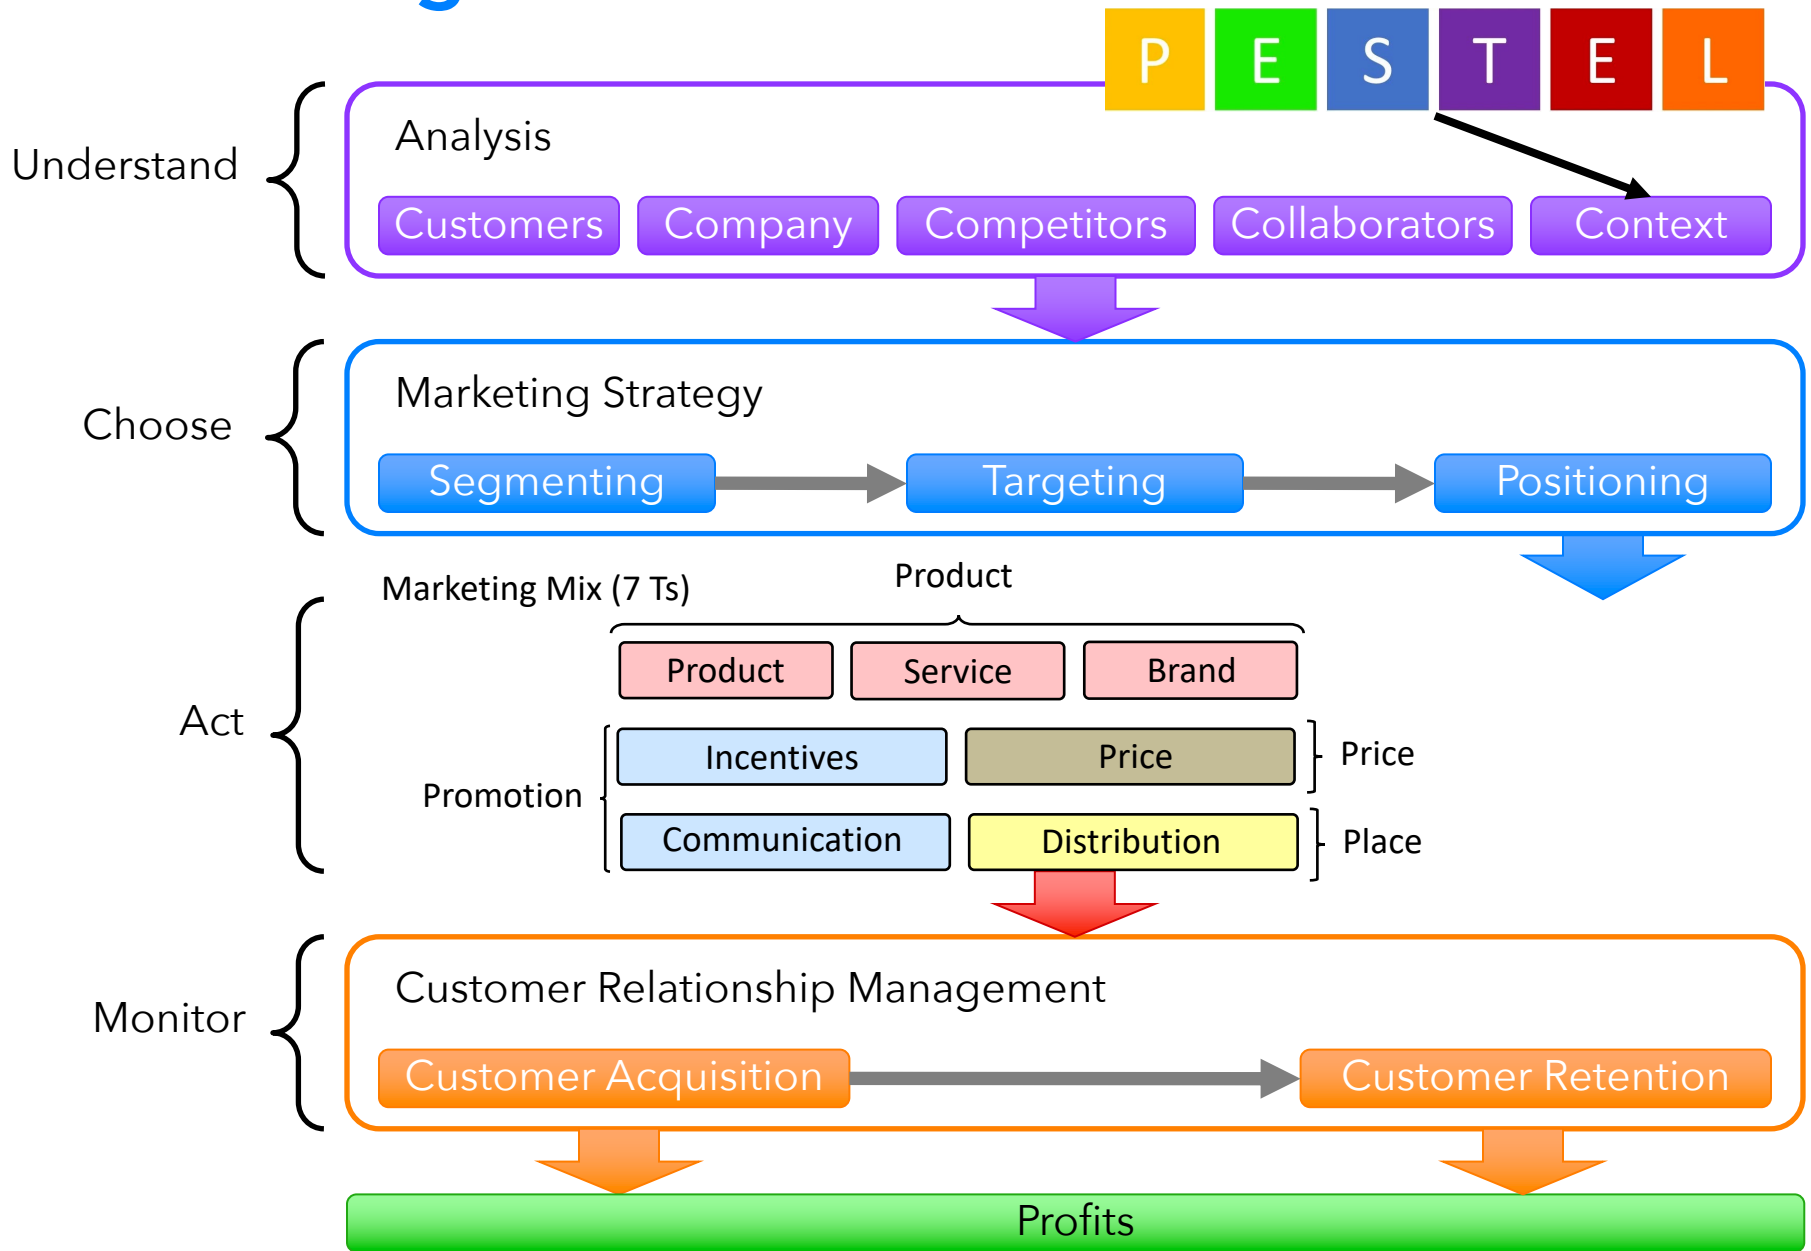 P E S T E L
Analysis
Understand
Customers Company Competitors Collaborators Context
Marketing Strategy
Choose
Segmenting Targeting Positioning
Product
Marketing Mix (7 Ts)
Product Service Brand
Act
Incentives Price Price
Promotion
Communication Distribution Place
Customer Relationship Management
Monitor
Customer Acquisition Customer Retention
Profits